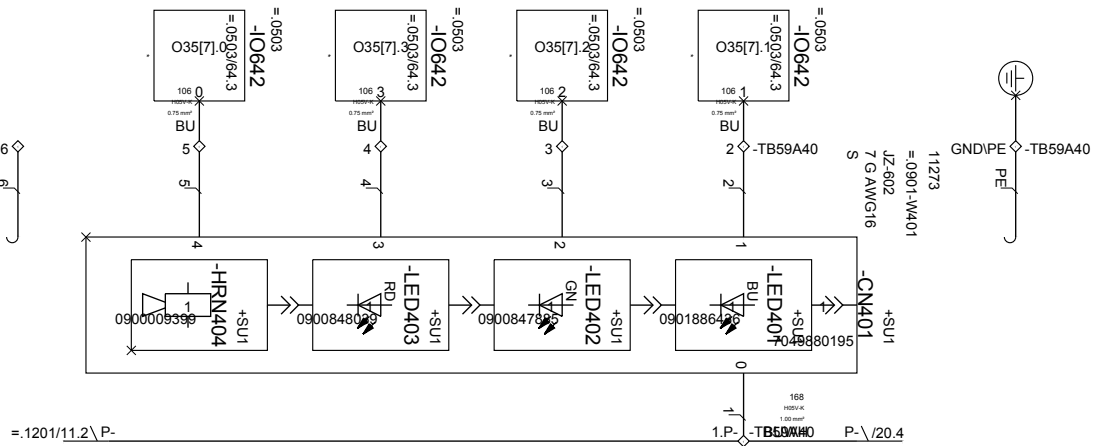 =.0503
-IO642
=.0503/64.3
O35[7].0
=.0503
-IO642
=.0503/64.3
O35[7].3
=.0503
-IO642
=.0503/64.3
O35[7].2
=.0503
-IO642
=.0503/64.3
O35[7].1
106 0
H05V-K
0.75 mm²
BU
106 3
H05V-K
0.75 mm²
BU
106 2
H05V-K
0.75 mm²
BU
106 1
H05V-K
0.75 mm²
BU
6
5
4
3
2
-TB59A40
GND\PE
-TB59A40
11273
=.0901-W401
JZ-602
7 G AWG16
S
6
5
4
3
2
PE
4
3
2
1
-CN401
+SU1
-HRN404
+SU1
1
0900009399
-LED403
+SU1
RD
1
-LED402
+SU1
GN
1
-LED401
+SU1
BU
1
1
7049880195
0
1
168
H05V-K
1.00 mm²
=.1201/11.2
P-
1.P-
-TB59A40
P-
/20.4